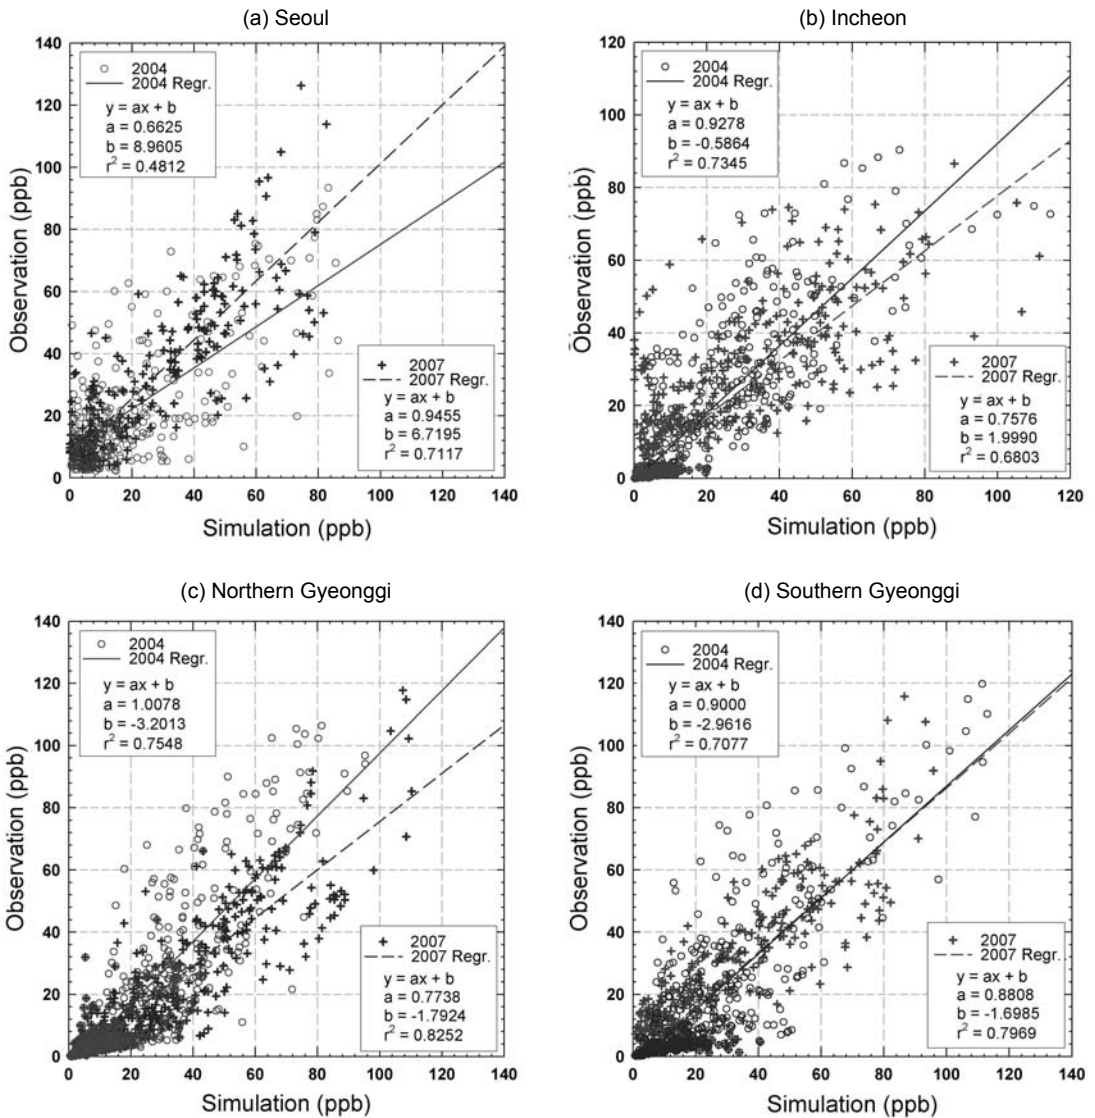 (a) Seoul
140
120
100
80
60
40
20
0
Observation (ppb)
2004
2004 Regr.
y = ax + b
a = 0.6625
b = 8.9605
r² = 0.4812
2007
2007 Regr.
y = ax + b
a = 0.9455
b = 6.7195
r² = 0.7117
0 20 40 60 80 100 120 140
Simulation (ppb)
(b) Incheon
120
100
80
60
40
20
0
Observation (ppb)
2004
2004 Regr.
y = ax + b
a = 0.9278
b = -0.5864
r² = 0.7345
2007
2007 Regr.
y = ax + b
a = 0.7576
b = 1.9990
r² = 0.6803
0 20 40 60 80 100 120
Simulation (ppb)
(c) Northern Gyeonggi
140
120
100
80
60
40
20
0
Observation (ppb)
2004
2004 Regr.
y = ax + b
a = 1.0078
b = -3.2013
r² = 0.7548
2007
2007 Regr.
y = ax + b
a = 0.7738
b = -1.7924
r² = 0.8252
0 20 40 60 80 100 120 140
Simulation (ppb)
(d) Southern Gyeonggi
140
120
100
80
60
40
20
0
Observation (ppb)
2004
2004 Regr.
y = ax + b
a = 0.9000
b = -2.9616
r² = 0.7077
2007
2007 Regr.
y = ax + b
a = 0.8808
b = -1.6985
r² = 0.7969
0 20 40 60 80 100 120 140
Simulation (ppb)